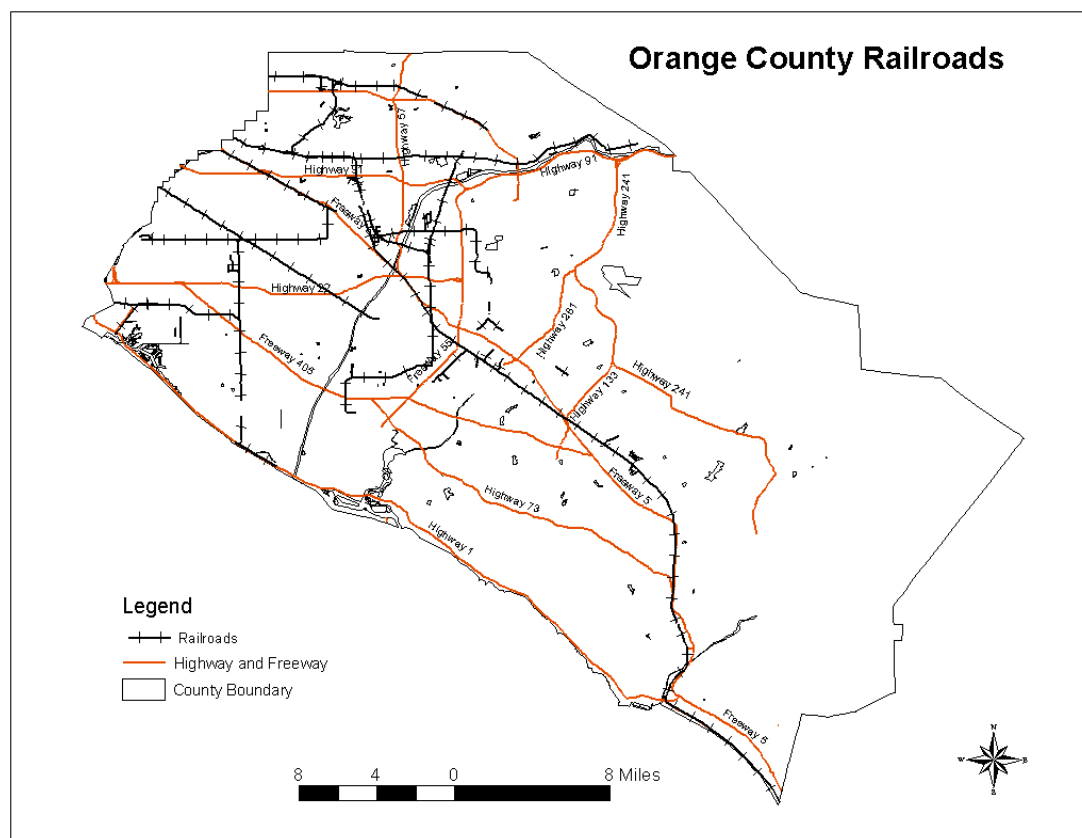 Orange County Railroads
Highway 57
Highway 91
Highway 91
Highway 241
Freeway 5
Highway 22
Highway 261
Freeway 405
Freeway 55
Highway 133
Highway 241
Freeway 5
Highway 73
Highway 1
Freeway 5
Legend
Railroads
Highway and Freeway
County Boundary
8 4 0 8 Miles
N
W E
S